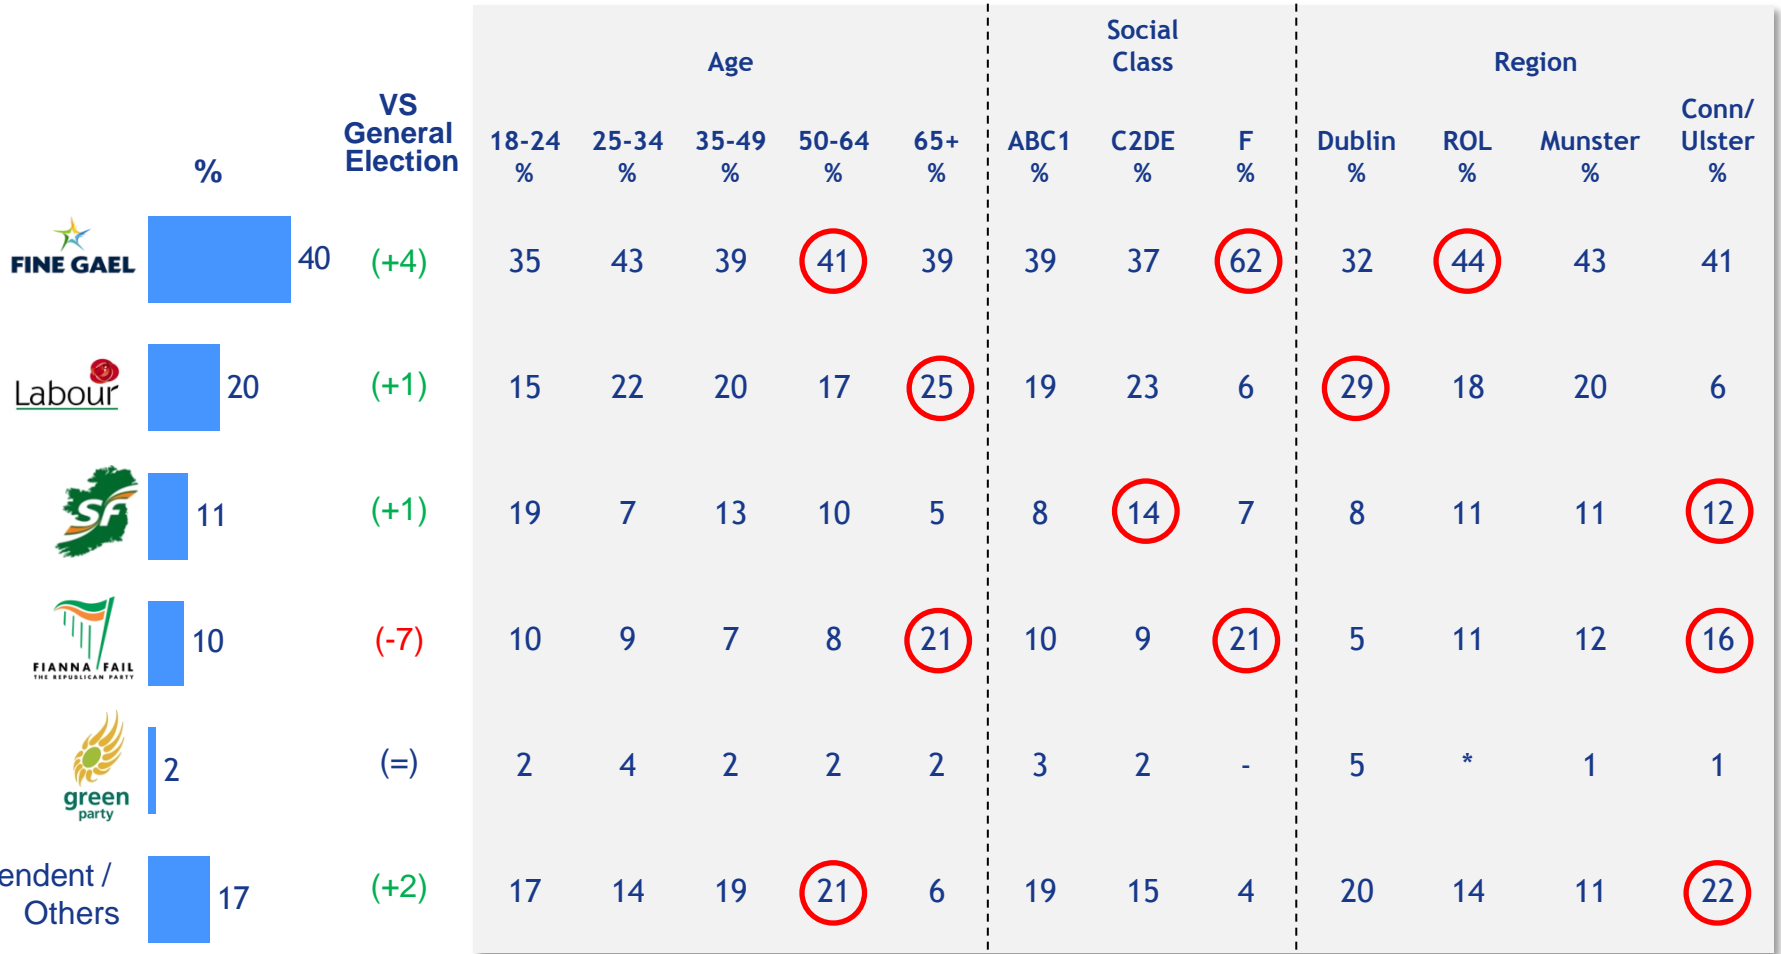 Social
Age Class Region
VS
General
Election
Conn/
18-24 25-34 35-49 50-64 65+ ABC1 C2DE F Dublin ROL Munster Ulster
% % % % % % % % % % % % %
FINE GAEL 40 (+4) 35 43 39 41 39 39 37 62 32 44 43 41
Labour 20 (+1) 15 22 20 17 25 19 23 6 29 18 20 6
SF 11 (+1) 19 7 13 10 5 8 14 7 8 11 11 12
FIANNA FAIL
THE REPUBLICAN PARTY
10 (-7) 10 9 7 8 21 10 9 21 5 11 12 16
green
party
2 (=) 2 4 2 2 2 3 2 - 5 * 1 1
endent /
Others
17 (+2) 17 14 19 21 6 19 15 4 20 14 11 22